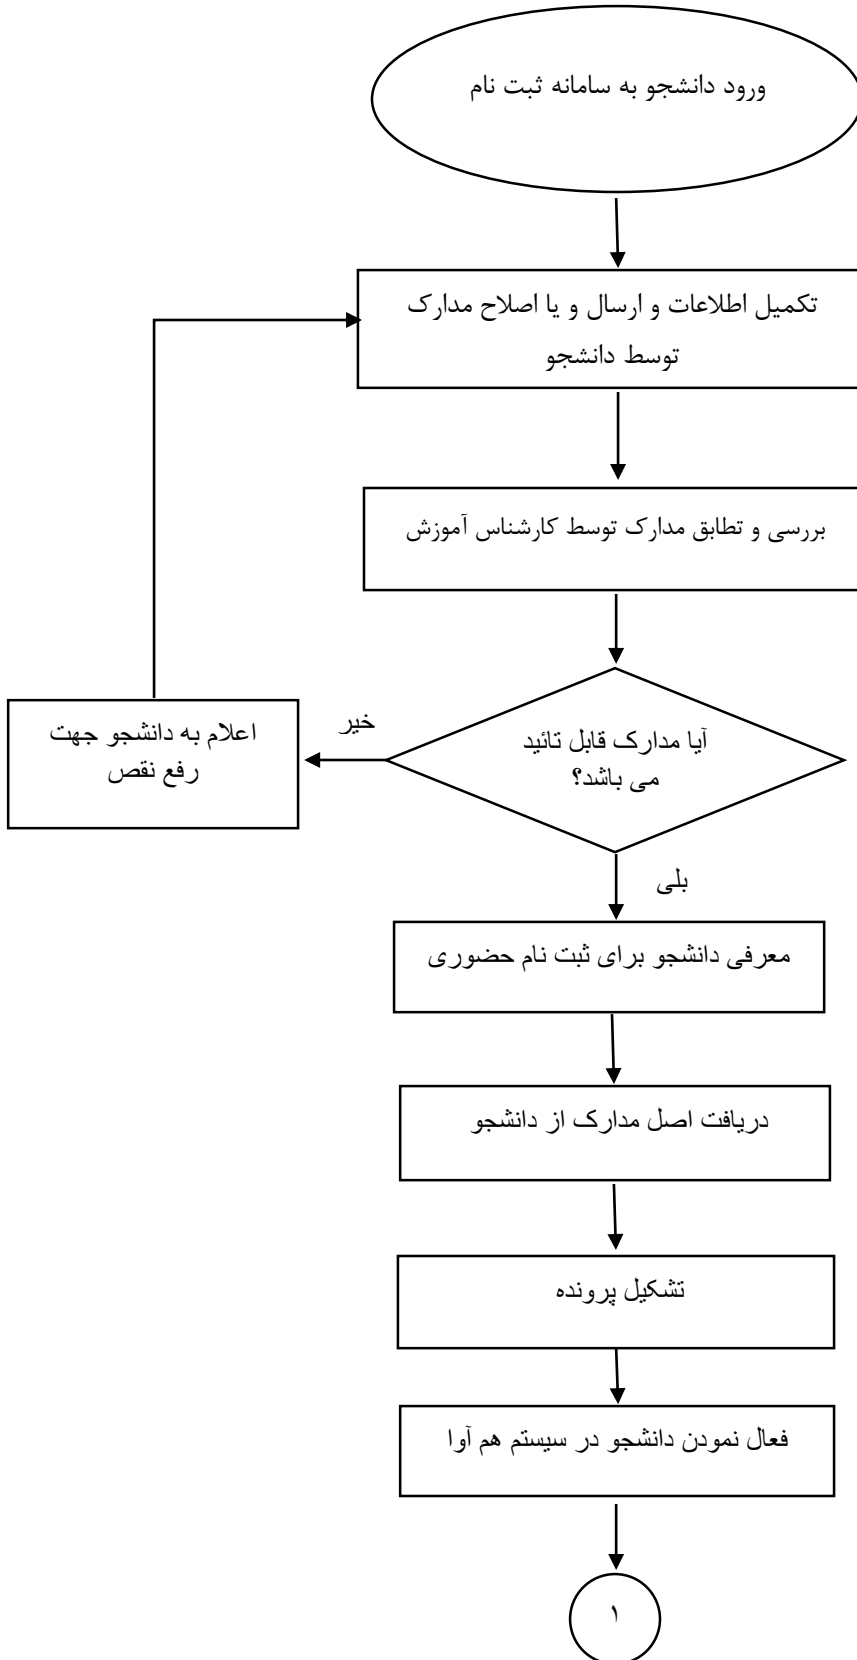 ورود دانشجو به سامانه ثبت نام
تکمیل اطلاعات و ارسال و یا اصلاح مدارک
توسط دانشجو
بررسی و تطابق مدارک توسط کارشناس آموزش
آیا مدارک قابل تائید
می باشد؟
خیر
اعلام به دانشجو جهت
رفع نقص
بلی
معرفی دانشجو برای ثبت نام حضوری
دریافت اصل مدارک از دانشجو
تشکیل پرونده
فعال نمودن دانشجو در سیستم هم آوا
۱